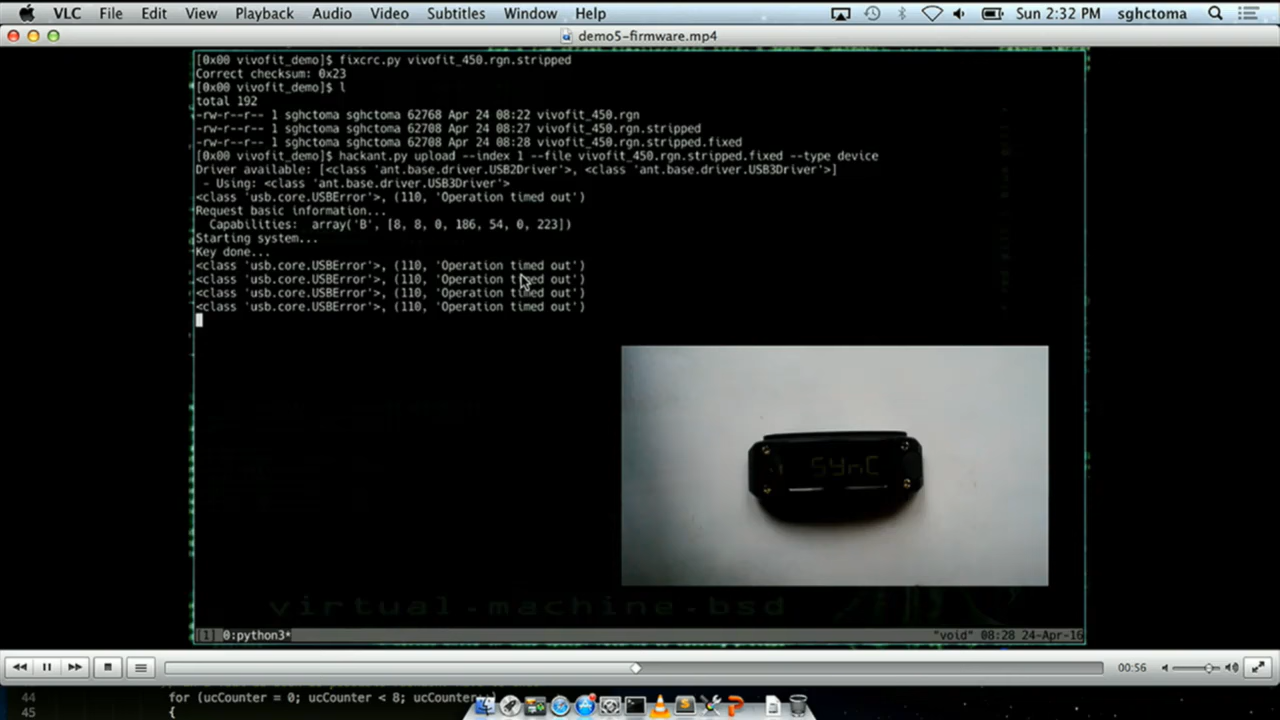 VLC File Edit View Playback Audio Video Subtitles Window Help Sun 2:32 PM sghctoma
demo5-firmware.mp4
[0x00 vivofit_demo]$ fixcrc.py vivofit_450.rgn.stripped
Correct checksum: 0x23
[0x00 vivofit_demo]$ l
total 192
-rw-r--r-- 1 sghctoma sghctoma 62768 Apr 24 08:22 vivofit_450.rgn
-rw-r--r-- 1 sghctoma sghctoma 62708 Apr 24 08:27 vivofit_450.rgn.stripped
-rw-r--r-- 1 sghctoma sghctoma 62708 Apr 24 08:28 vivofit_450.rgn.stripped.fixed
[0x00 vivofit_demo]$ hackant.py upload --index 1 --file vivofit_450.rgn.stripped.fixed --type device
Driver available: [<class 'ant.base.driver.USB2Driver'>, <class 'ant.base.driver.USB3Driver'>]
- Using: <class 'ant.base.driver.USB3Driver'>
<class 'usb.core.USBError'>, (110, 'Operation timed out')
Request basic information...
Capabilities: array('B', [8, 8, 0, 186, 54, 0, 223])
Starting system...
Key done...
<class 'usb.core.USBError'>, (110, 'Operation timed out')
<class 'usb.core.USBError'>, (110, 'Operation timed out')
<class 'usb.core.USBError'>, (110, 'Operation timed out')
<class 'usb.core.USBError'>, (110, 'Operation timed out')
SYnC
virtual.machine.bsd
[1] 0:python3* "void" 08:28 24-Apr-16
00:56
44 for (ucCounter = 0; ucCounter < 8; ucCounter
45 {